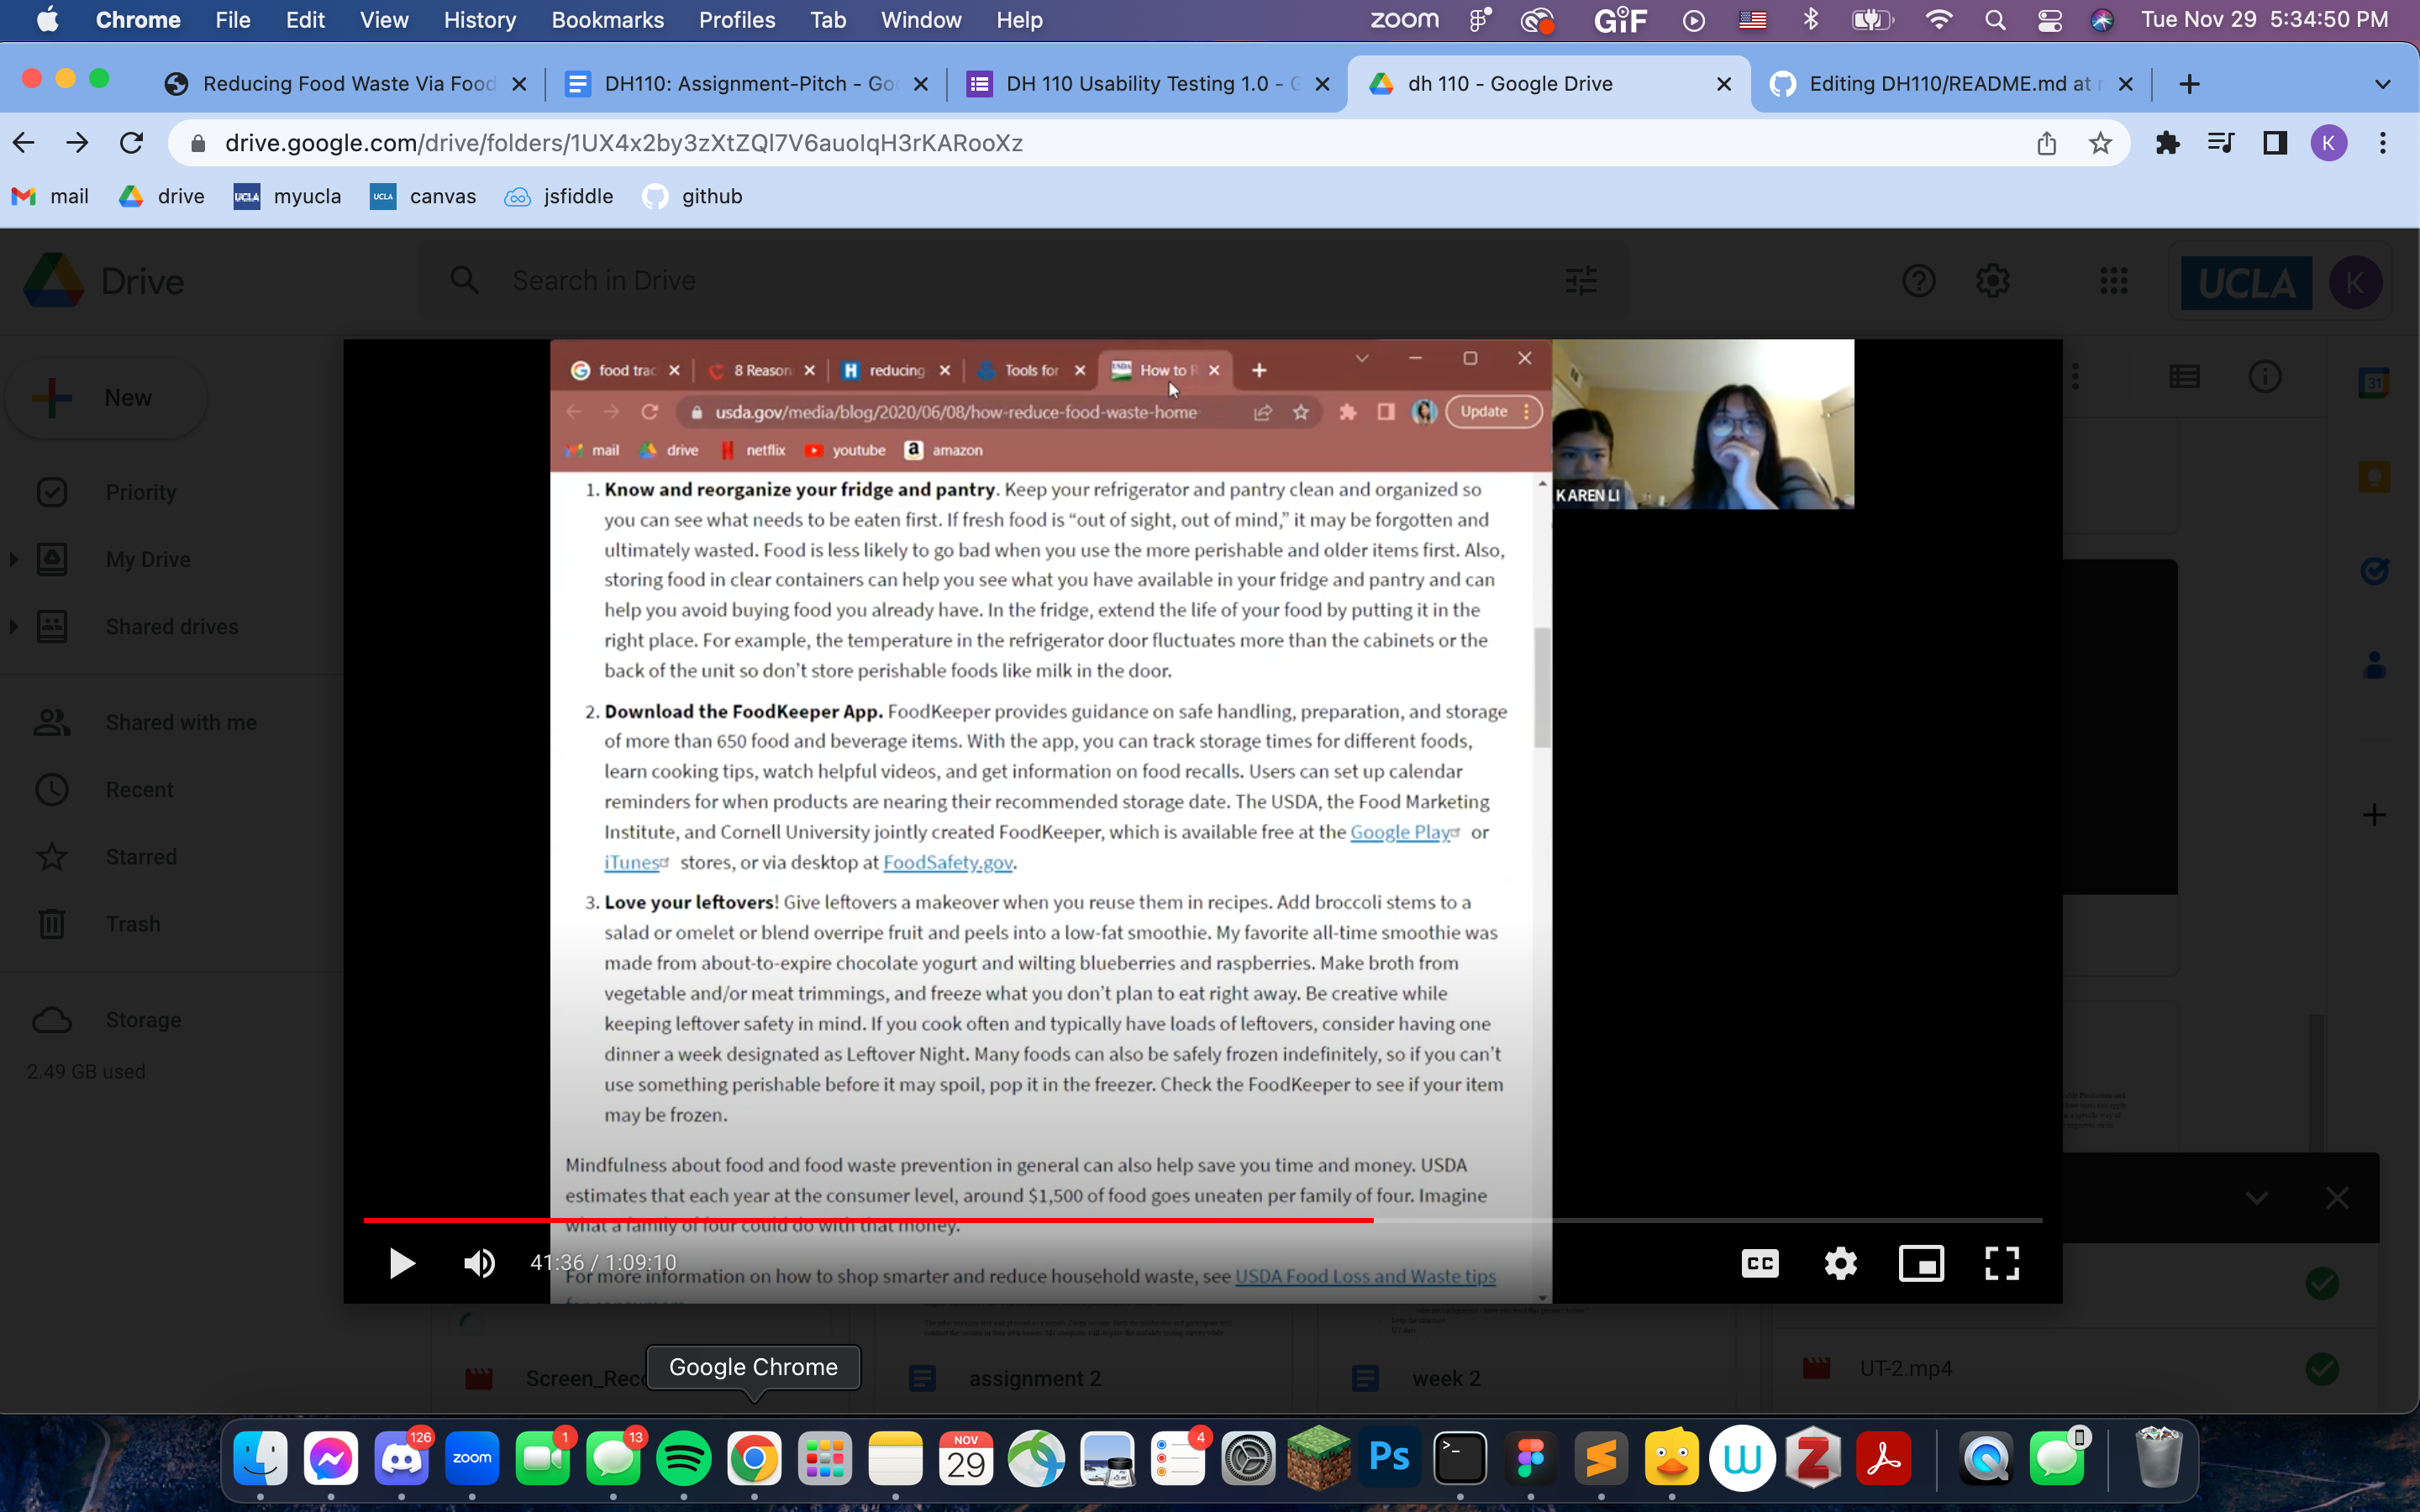 Chrome File Edit View History Bookmarks Profiles Tab Window Help zoom GIF Tue Nov 29 5:34:50 PM
Reducing Food Waste Via Food DH110: Assignment-Pitch - Go DH 110 Usability Testing 1.0 - G dh 110 - Google Drive Editing DH110/README.md at
drive.google.com/drive/folders/1UX4x2by3zXtZQl7V6auoIqH3rKARooXz K
mail drive UCLA myucla UCLA canvas jsfiddle github
Drive Search in Drive UCLA K
New
Priority
My Drive
Shared drives
Shared with me
Recent
Starred
Trash
Storage
2.49 GB used
food trac 8 Reason reducing Tools for How to R
usda.gov/media/blog/2020/06/08/how-reduce-food-waste-home Update
mail drive netflix youtube amazon
KAREN LI
1. Know and reorganize your fridge and pantry. Keep your refrigerator and pantry clean and organized so
you can see what needs to be eaten first. If fresh food is “out of sight, out of mind,” it may be forgotten and
ultimately wasted. Food is less likely to go bad when you use the more perishable and older items first. Also,
storing food in clear containers can help you see what you have available in your fridge and pantry and can
help you avoid buying food you already have. In the fridge, extend the life of your food by putting it in the
right place. For example, the temperature in the refrigerator door fluctuates more than the cabinets or the
back of the unit so don’t store perishable foods like milk in the door.
2. Download the FoodKeeper App. FoodKeeper provides guidance on safe handling, preparation, and storage
of more than 650 food and beverage items. With the app, you can track storage times for different foods,
learn cooking tips, watch helpful videos, and get information on food recalls. Users can set up calendar
reminders for when products are nearing their recommended storage date. The USDA, the Food Marketing
Institute, and Cornell University jointly created FoodKeeper, which is available free at the Google Play or
iTunes stores, or via desktop at FoodSafety.gov.
3. Love your leftovers! Give leftovers a makeover when you reuse them in recipes. Add broccoli stems to a
salad or omelet or blend overripe fruit and peels into a low-fat smoothie. My favorite all-time smoothie was
made from about-to-expire chocolate yogurt and wilting blueberries and raspberries. Make broth from
vegetable and/or meat trimmings, and freeze what you don’t plan to eat right away. Be creative while
keeping leftover safety in mind. If you cook often and typically have loads of leftovers, consider having one
dinner a week designated as Leftover Night. Many foods can also be safely frozen indefinitely, so if you can’t
use something perishable before it may spoil, pop it in the freezer. Check the FoodKeeper to see if your item
may be frozen.
Mindfulness about food and food waste prevention in general can also help save you time and money. USDA
estimates that each year at the consumer level, around $1,500 of food goes uneaten per family of four. Imagine
what a family of four could do with that money.
41:36 / 1:09:10 CC
For more information on how to shop smarter and reduce household waste, see USDA Food Loss and Waste tips
for consumers
Google Chrome
Screen_Reco assignment 2 week 2 UT-2.mp4
126 zoom 1 13 NOV 29 4 Ps W Z